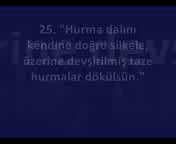 25. "Hurma dalını
kendine doğru silkele,
üzerine devşirilmiş taze
hurmalar dökülsün."